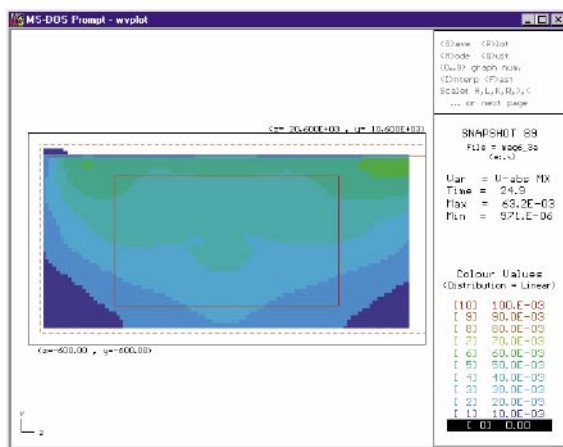 MS-DOS Prompt - wvplot
<S>ave <P>lot
<M>ode
<0..9> graph num.
<I>nterp <F>ast
Scale: A,L,K,R,>,<
... or next page
(z= 20.600E+03 , y= 10.600E+03)
SNAPSHOT 89
File = mag6_3a
Var = V-abs MX
Time = 24.9
Max = 63.2E-03
Min = 971.E-06
Colour Values
(Distribution = Linear)
[10] 100.E-03
[ 9] 90.0E-03
[ 8] 80.0E-03
[ 7] 70.0E-03
[ 6] 60.0E-03
[ 5] 50.0E-03
[ 4] 40.0E-03
[ 3] 30.0E-03
[ 2] 20.0E-03
[ 1] 10.0E-03
[ 0] 0.00
(z=-600.00 , y=-600.00)
y
z